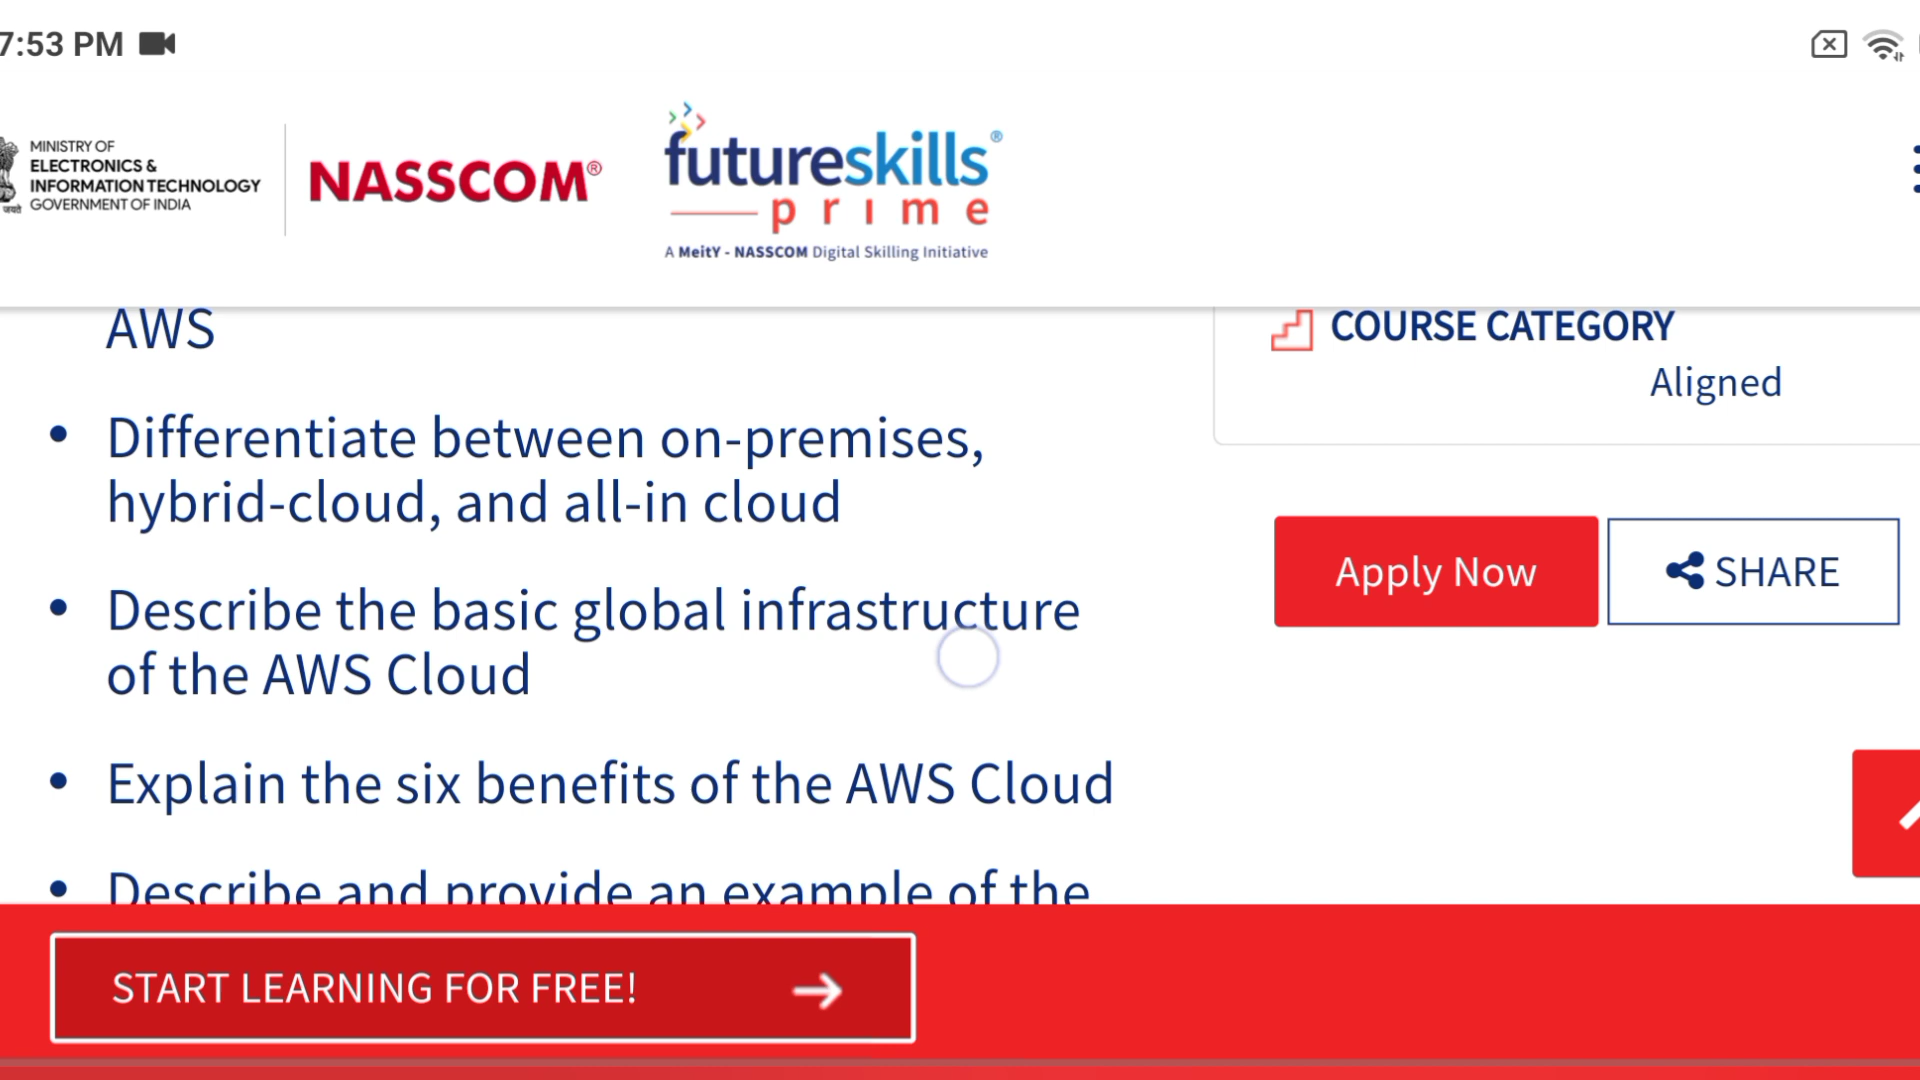 7:53 PM
MINISTRY OF
ELECTRONICS &
INFORMATION TECHNOLOGY
GOVERNMENT OF INDIA
NASSCOM®
futureskills®
prime
A MeitY - NASSCOM Digital Skilling Initiative
AWS
COURSE CATEGORY
Aligned
• Differentiate between on-premises,
hybrid-cloud, and all-in cloud
• Describe the basic global infrastructure
of the AWS Cloud
Apply Now
SHARE
• Explain the six benefits of the AWS Cloud
• Describe and provide an example of the
START LEARNING FOR FREE!